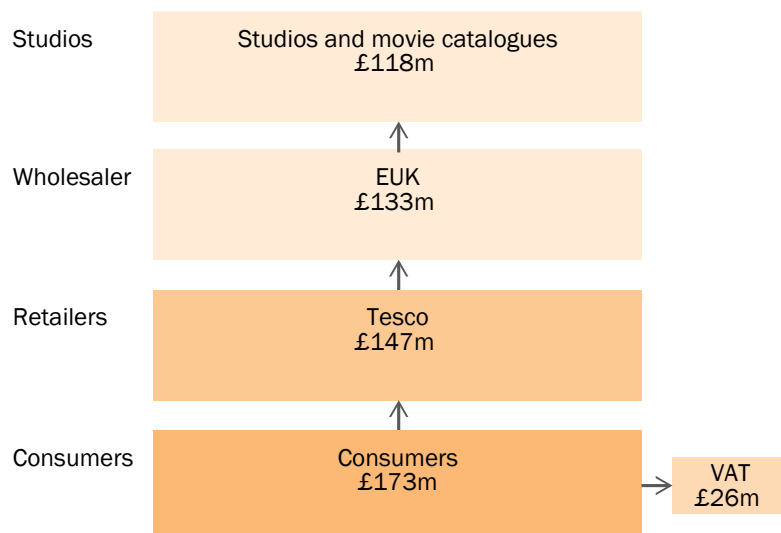 Studios
Studios and movie catalogues
£118m
Wholesaler
EUK
£133m
Retailers
Tesco
£147m
Consumers
Consumers
£173m
VAT
£26m